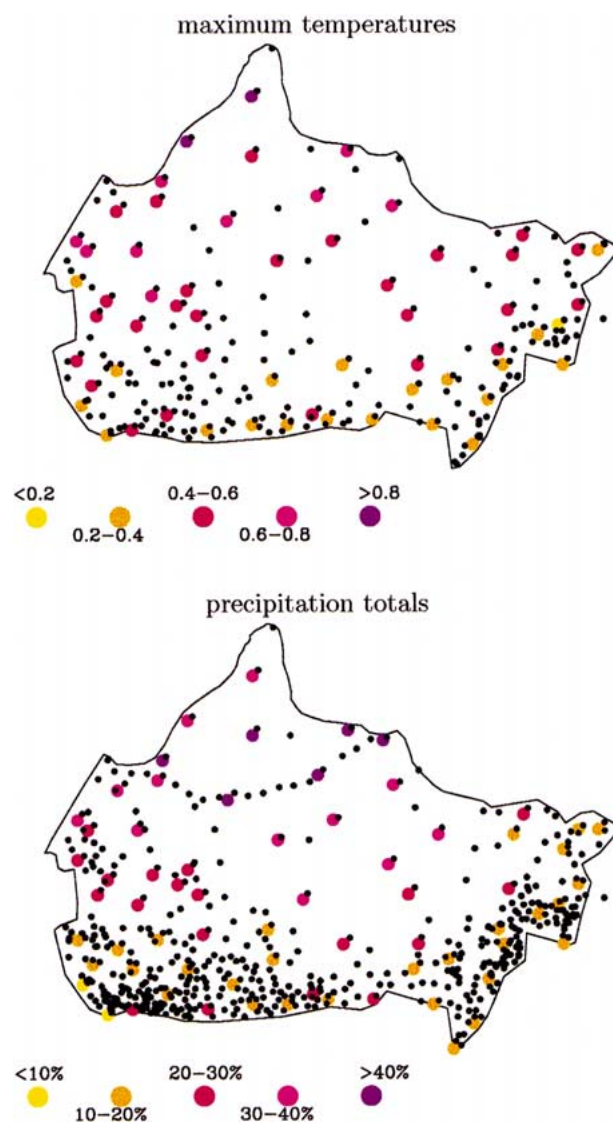 maximum temperatures
<0.2 0.4-0.6 >0.8
0.2-0.4 0.6-0.8
precipitation totals
<10% 20-30% >40%
10-20% 30-40%